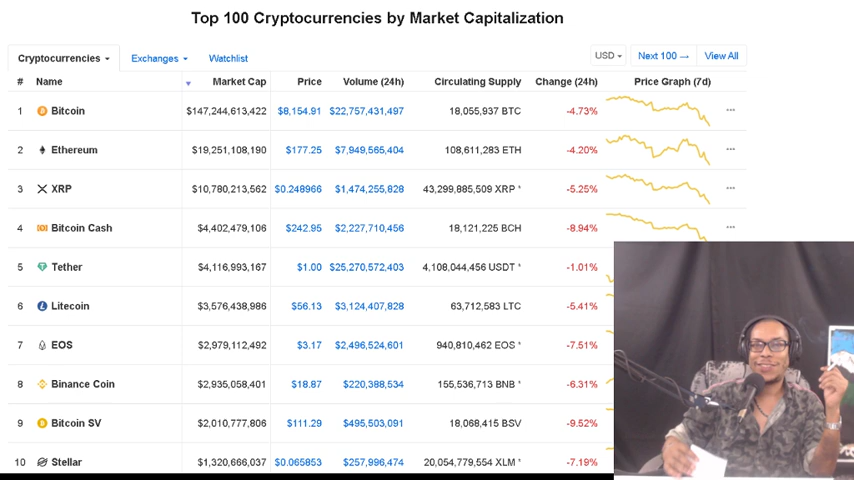 Top 100 Cryptocurrencies by Market Capitalization
Cryptocurrencies Exchanges Watchlist USD Next 100 → View All
# Name Market Cap Price Volume (24h) Circulating Supply Change (24h) Price Graph (7d)
1 Bitcoin $147,244,613,422 $8,154.91 $22,757,431,497 18,055,937 BTC -4.73%
2 Ethereum $19,251,108,190 $177.25 $7,949,565,404 108,611,283 ETH -4.20%
3 XRP $10,780,213,562 $0.248966 $1,474,255,828 43,299,885,509 XRP * -5.25%
4 Bitcoin Cash $4,402,479,106 $242.95 $2,227,710,456 18,121,225 BCH -8.94%
5 Tether $4,116,993,167 $1.00 $25,270,572,403 4,108,044,456 USDT * -1.01%
6 Litecoin $3,576,438,986 $56.13 $3,124,407,828 63,712,583 LTC -5.41%
7 EOS $2,979,112,492 $3.17 $2,496,524,601 940,810,462 EOS * -7.51%
8 Binance Coin $2,935,058,401 $18.87 $220,388,534 155,536,713 BNB * -6.31%
9 Bitcoin SV $2,010,777,806 $111.29 $495,503,091 18,068,415 BSV -9.52%
10 Stellar $1,320,666,037 $0.065853 $257,996,474 20,054,779,554 XLM * -7.19%